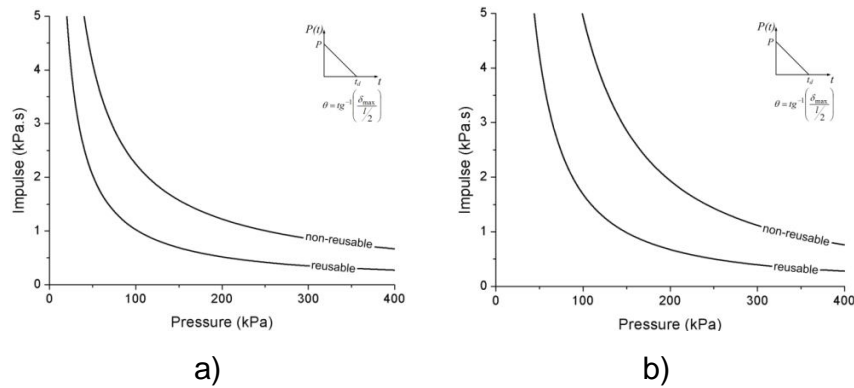 5
4
3
2
1
0
Impulse (kPa.s)
0 100 200 300 400
Pressure (kPa)
P(t)
P
t_d t
θ = tg⁻¹(δ_max / l/2)
non-reusable
reusable
a)
5
4
3
2
1
0
Impulse (kPa.s)
0 100 200 300 400
Pressure (kPa)
P(t)
P
t_d t
θ = tg⁻¹(δ_max / l/2)
non-reusable
reusable
b)